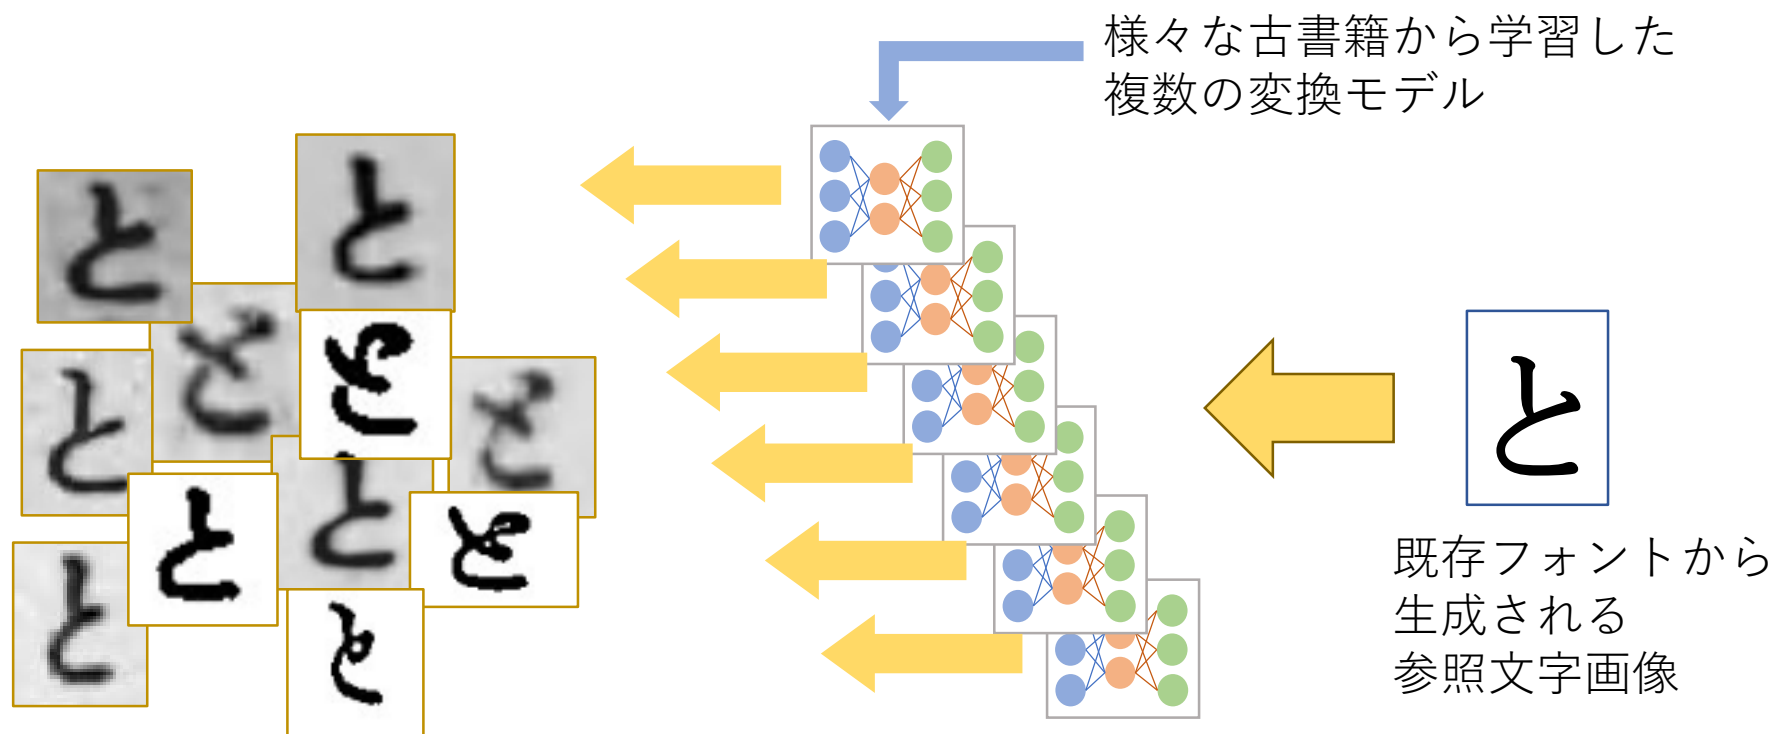 様々な古書籍から学習した
複数の変換モデル
と
と
と
と
と
と
と
と
と
と
と
と
既存フォントから
生成される
参照文字画像